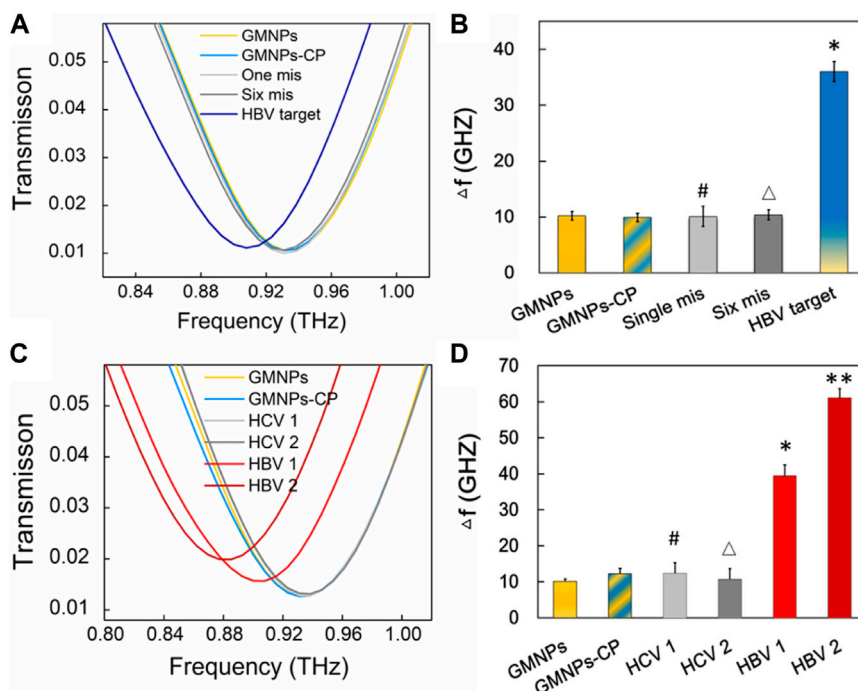 A
0.05
0.04
0.03
0.02
0.01
Transmisson
GMNPs
GMNPs-CP
One mis
Six mis
HBV target
0.84
0.88
0.92
0.96
1.00
Frequency (THz)
B
40
30
20
10
0
△f (GHZ)
#
△
*
GMNPs
GMNPs-CP
Single mis
Six mis
HBV target
C
0.05
0.04
0.03
0.02
0.01
Transmisson
GMNPs
GMNPs-CP
HCV 1
HCV 2
HBV 1
HBV 2
0.80
0.84
0.88
0.92
0.96
1.00
Frequency (THz)
D
70
60
50
40
30
20
10
0
△f (GHZ)
#
△
*
**
GMNPs
GMNPs-CP
HCV 1
HCV 2
HBV 1
HBV 2